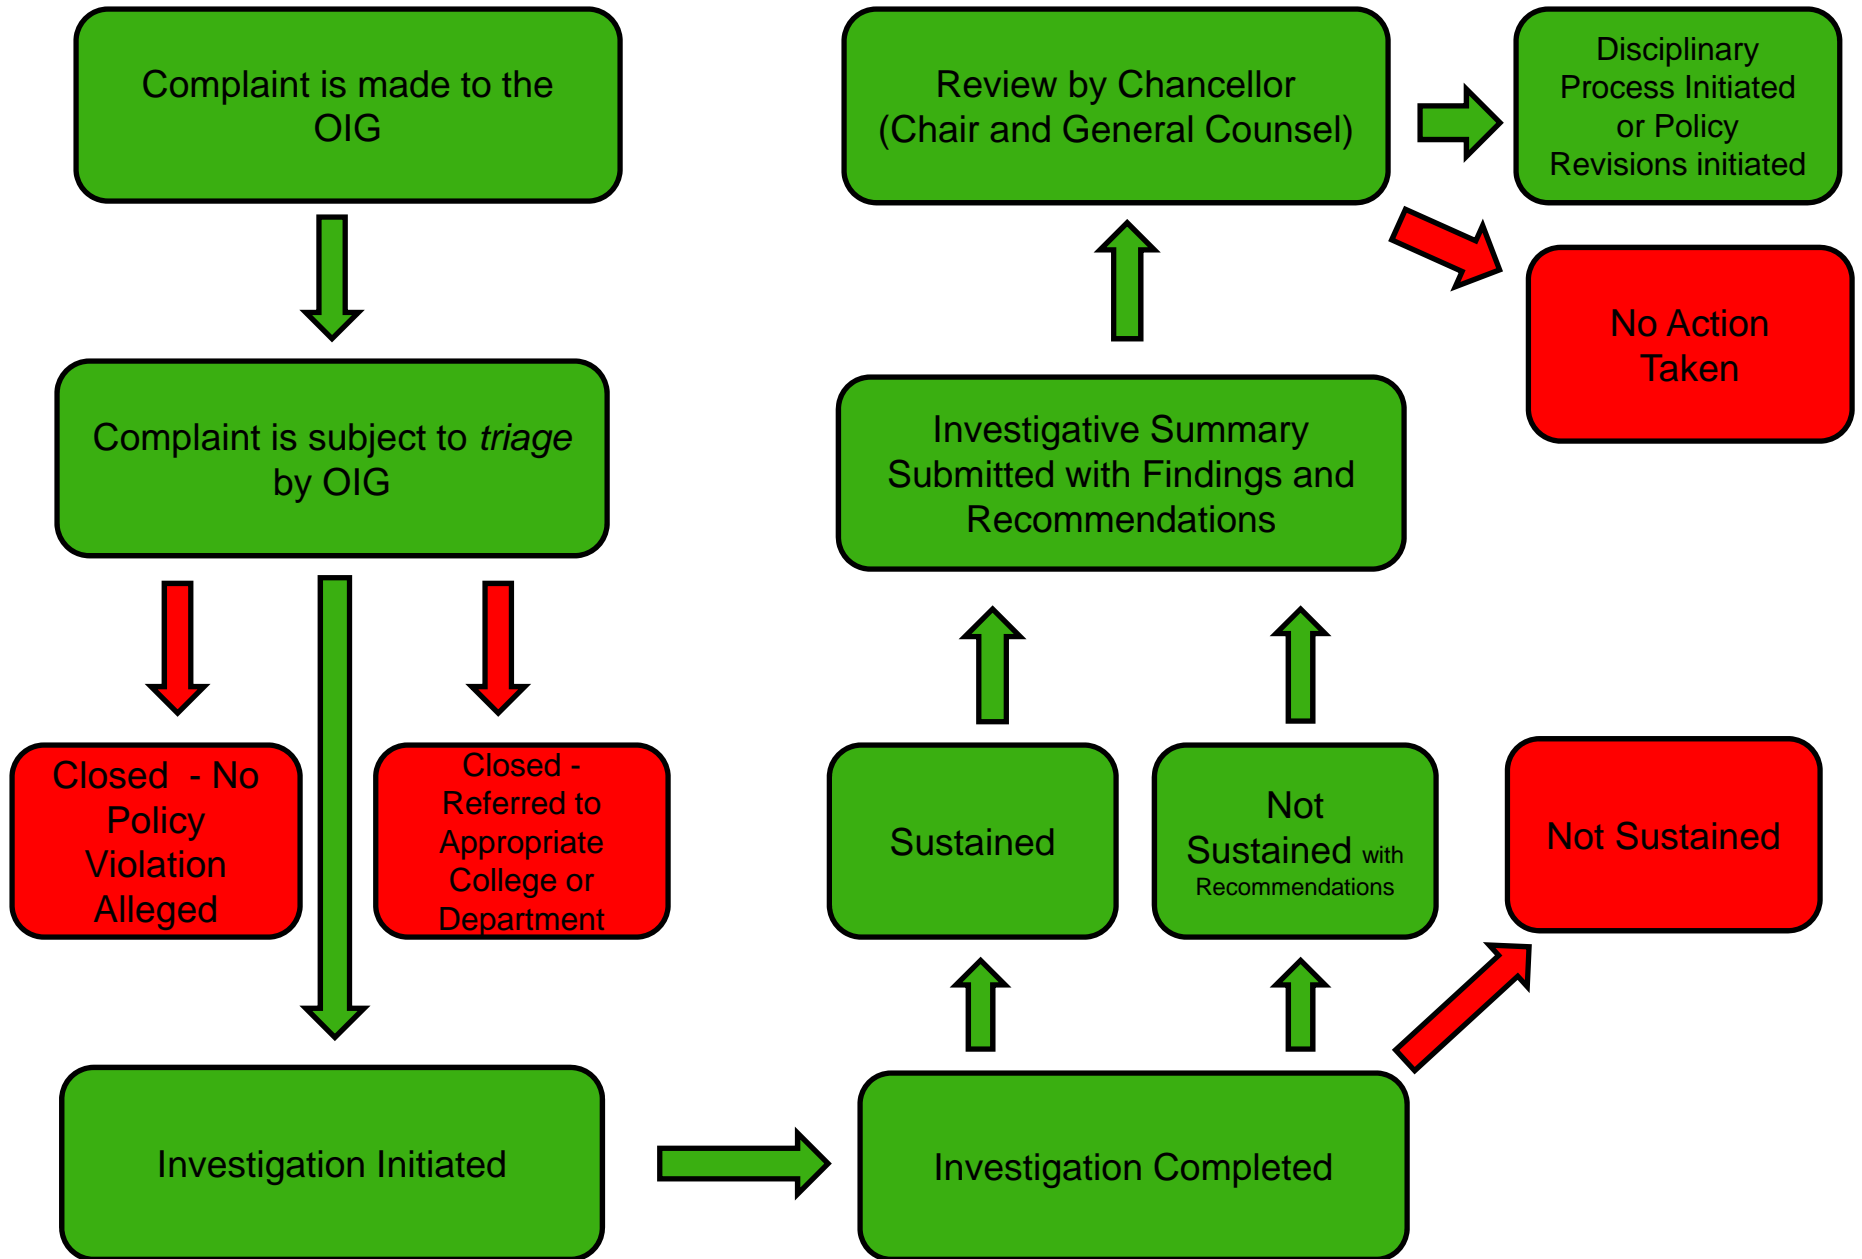 Complaint is made to the
OIG
Complaint is subject to triage
by OIG
Closed - No
Policy
Violation
Alleged
Closed -
Referred to
Appropriate
College or
Department
Investigation Initiated
Investigation Completed
Sustained
Not
Sustained with
Recommendations
Not Sustained
Investigative Summary
Submitted with Findings and
Recommendations
Review by Chancellor
(Chair and General Counsel)
Disciplinary
Process Initiated
or Policy
Revisions initiated
No Action
Taken